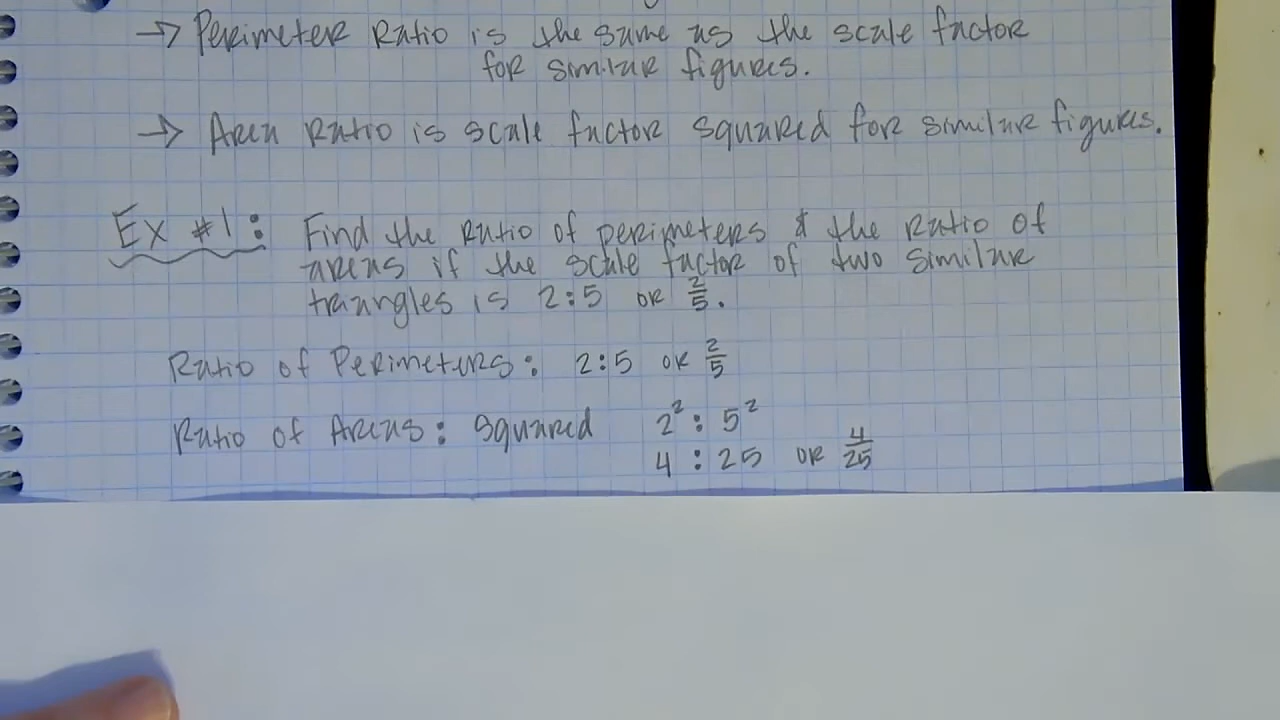 → Perimeter Ratio is the same as the scale factor
for similar figures.
→ Area Ratio is scale factor squared for similar figures.
Ex #1: Find the Ratio of perimeters & the Ratio of
areas if the scale factor of two similar
triangles is 2:5 or 2/5.
Ratio of Perimeters: 2:5 or 2/5
Ratio of Areas: squared 2² : 5²
4 : 25 or 4/25